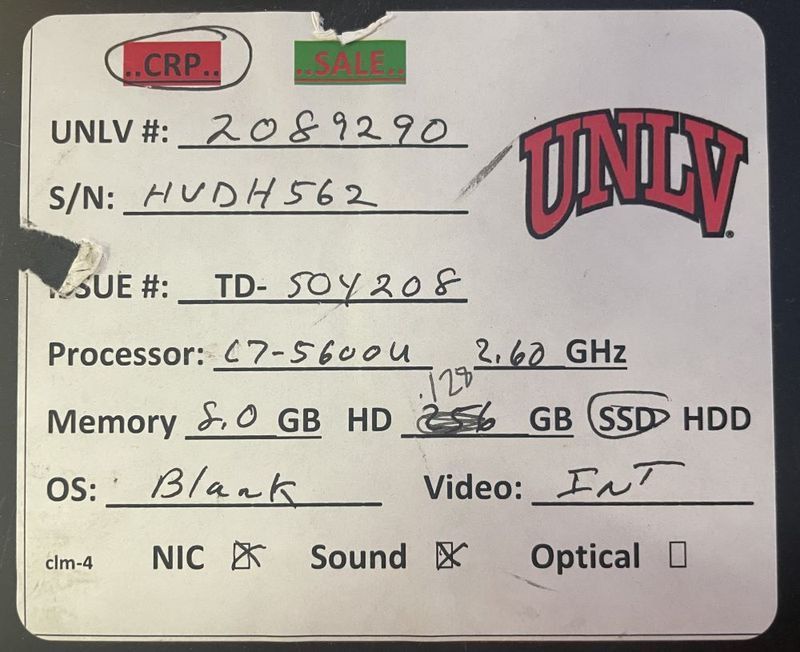 ..CRP.. ..SALE..
UNLV #: 2089290
UNLV
S/N: HVDH562
ISSUE #: TD- 504208
Processor: i7-5600u 2.60 GHz
128
Memory 8.0 GB HD 256 GB SSD HDD
OS: Blank Video: INT
clm-4 NIC ☒ Sound ☒ Optical ☐